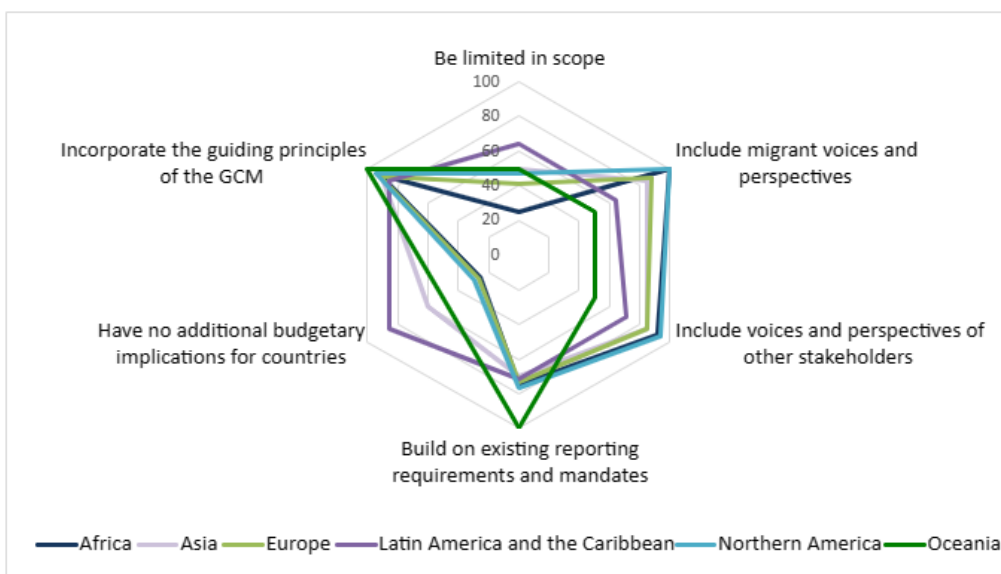 Be limited in scope
100
80
60
40
20
0
Include migrant voices and
perspectives
Include voices and perspectives of
other stakeholders
Build on existing reporting
requirements and mandates
Have no additional budgetary
implications for countries
Incorporate the guiding principles
of the GCM
Africa Asia Europe Latin America and the Caribbean Northern America Oceania